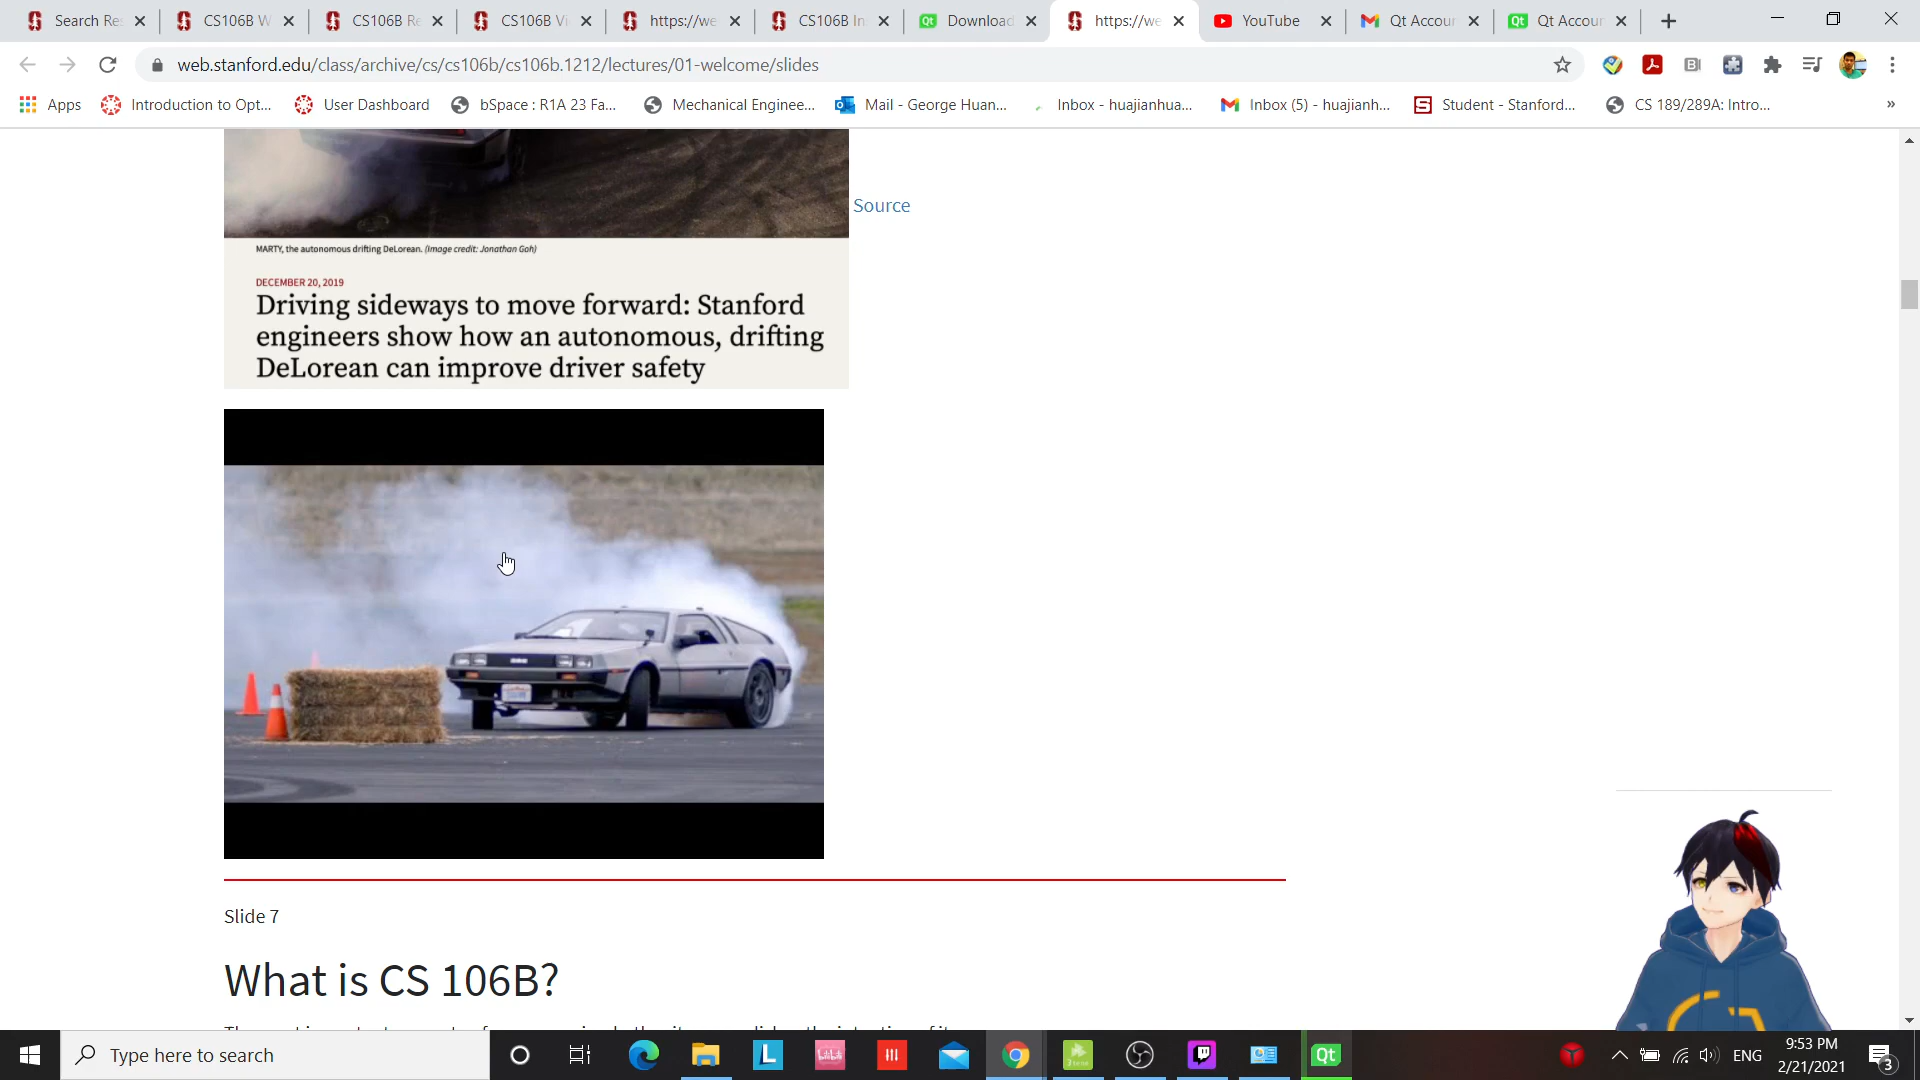 Search Re
CS106B W
CS106B Re
CS106B Vi
https://we
CS106B In
Download
https://we
YouTube
Qt Accou
Qt Accou
web.stanford.edu/class/archive/cs/cs106b/cs106b.1212/lectures/01-welcome/slides
Apps
Introduction to Opt...
User Dashboard
bSpace : R1A 23 Fa...
Mechanical Enginee...
Mail - George Huan...
Inbox - huajianhua...
Inbox (5) - huajianh...
Student - Stanford...
CS 189/289A: Intro...
»
Source
MARTY, the autonomous drifting DeLorean. (Image credit: Jonathan Goh)
DECEMBER 20, 2019
Driving sideways to move forward: Stanford
engineers show how an autonomous, drifting
DeLorean can improve driver safety
Slide 7
What is CS 106B?
Type here to search
ENG
9:53 PM
2/21/2021
3